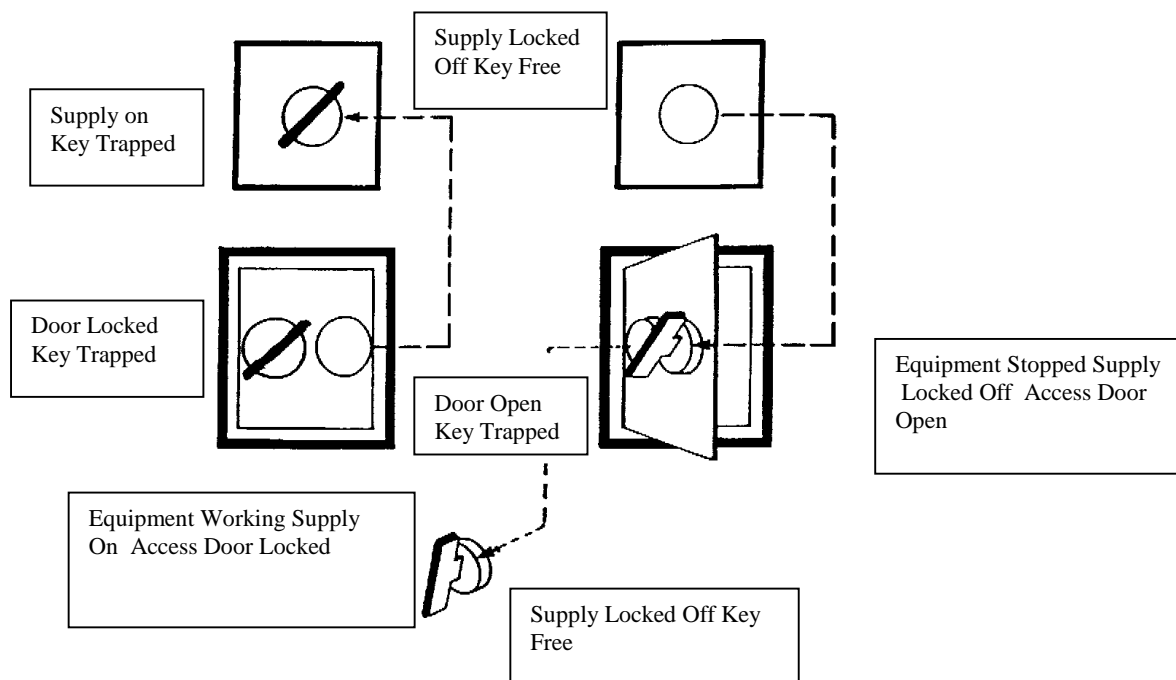 Supply Locked
Off Key Free
Supply on
Key Trapped
Door Locked
Key Trapped
Door Open
Key Trapped
Equipment Stopped Supply
Locked Off Access Door
Open
Equipment Working Supply
On Access Door Locked
Supply Locked Off Key
Free